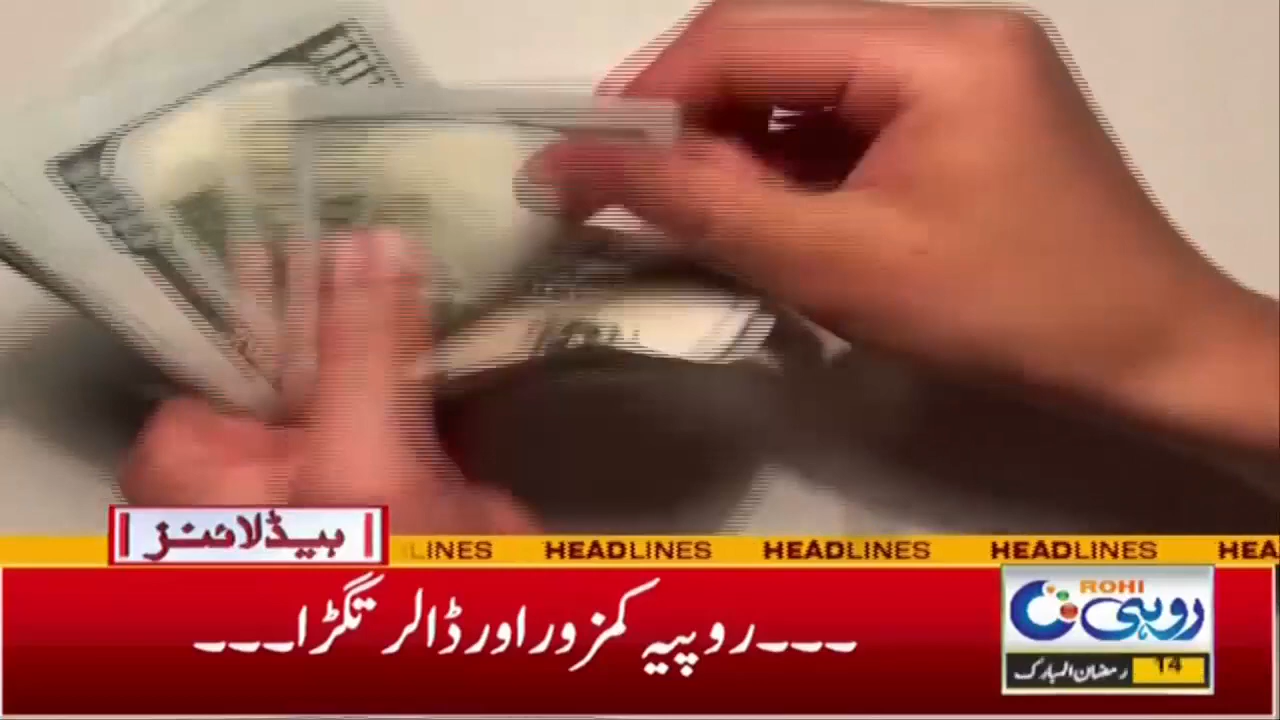 ہیڈلائنز
LINES HEADLINES HEADLINES HEADLINES HEA
۔۔۔روپیہ کمزور اور ڈالر تگڑا۔۔۔
ROHI
روہی
14 رمضان المبارک